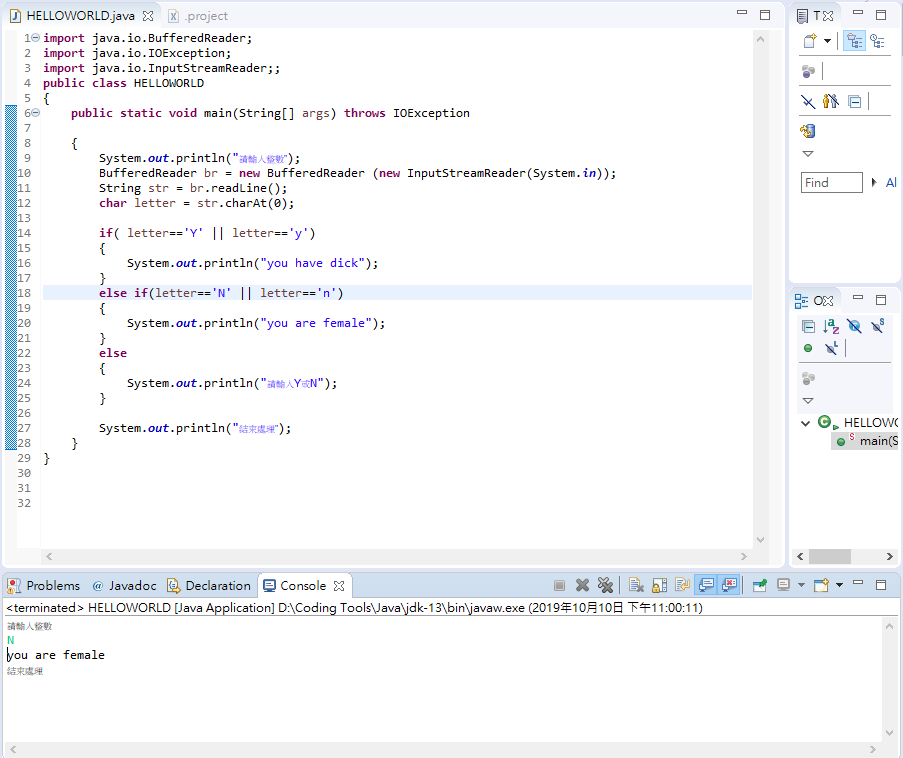 HELLOWORLD.java
.project
1 import java.io.BufferedReader;
2 import java.io.IOException;
3 import java.io.InputStreamReader;;
4 public class HELLOWORLD
5 {
6 public static void main(String[] args) throws IOException
7
8 {
9 System.out.println("請輸入整數");
10 BufferedReader br = new BufferedReader (new InputStreamReader(System.in));
11 String str = br.readLine();
12 char letter = str.charAt(0);
13
14 if( letter=='Y' || letter=='y')
15 {
16 System.out.println("you have dick");
17 }
18 else if(letter=='N' || letter=='n')
19 {
20 System.out.println("you are female");
21 }
22 else
23 {
24 System.out.println("請輸入Y或N");
25 }
26
27 System.out.println("結束處理");
28 }
29 }
30
31
32
T
Find
Al
O
HELLOWO
main(S
Problems
@ Javadoc
Declaration
Console
<terminated> HELLOWORLD [Java Application] D:\Coding Tools\Java\jdk-13\bin\javaw.exe (2019年10月10日 下午11:00:11)
請輸入整數
N
you are female
結束處理